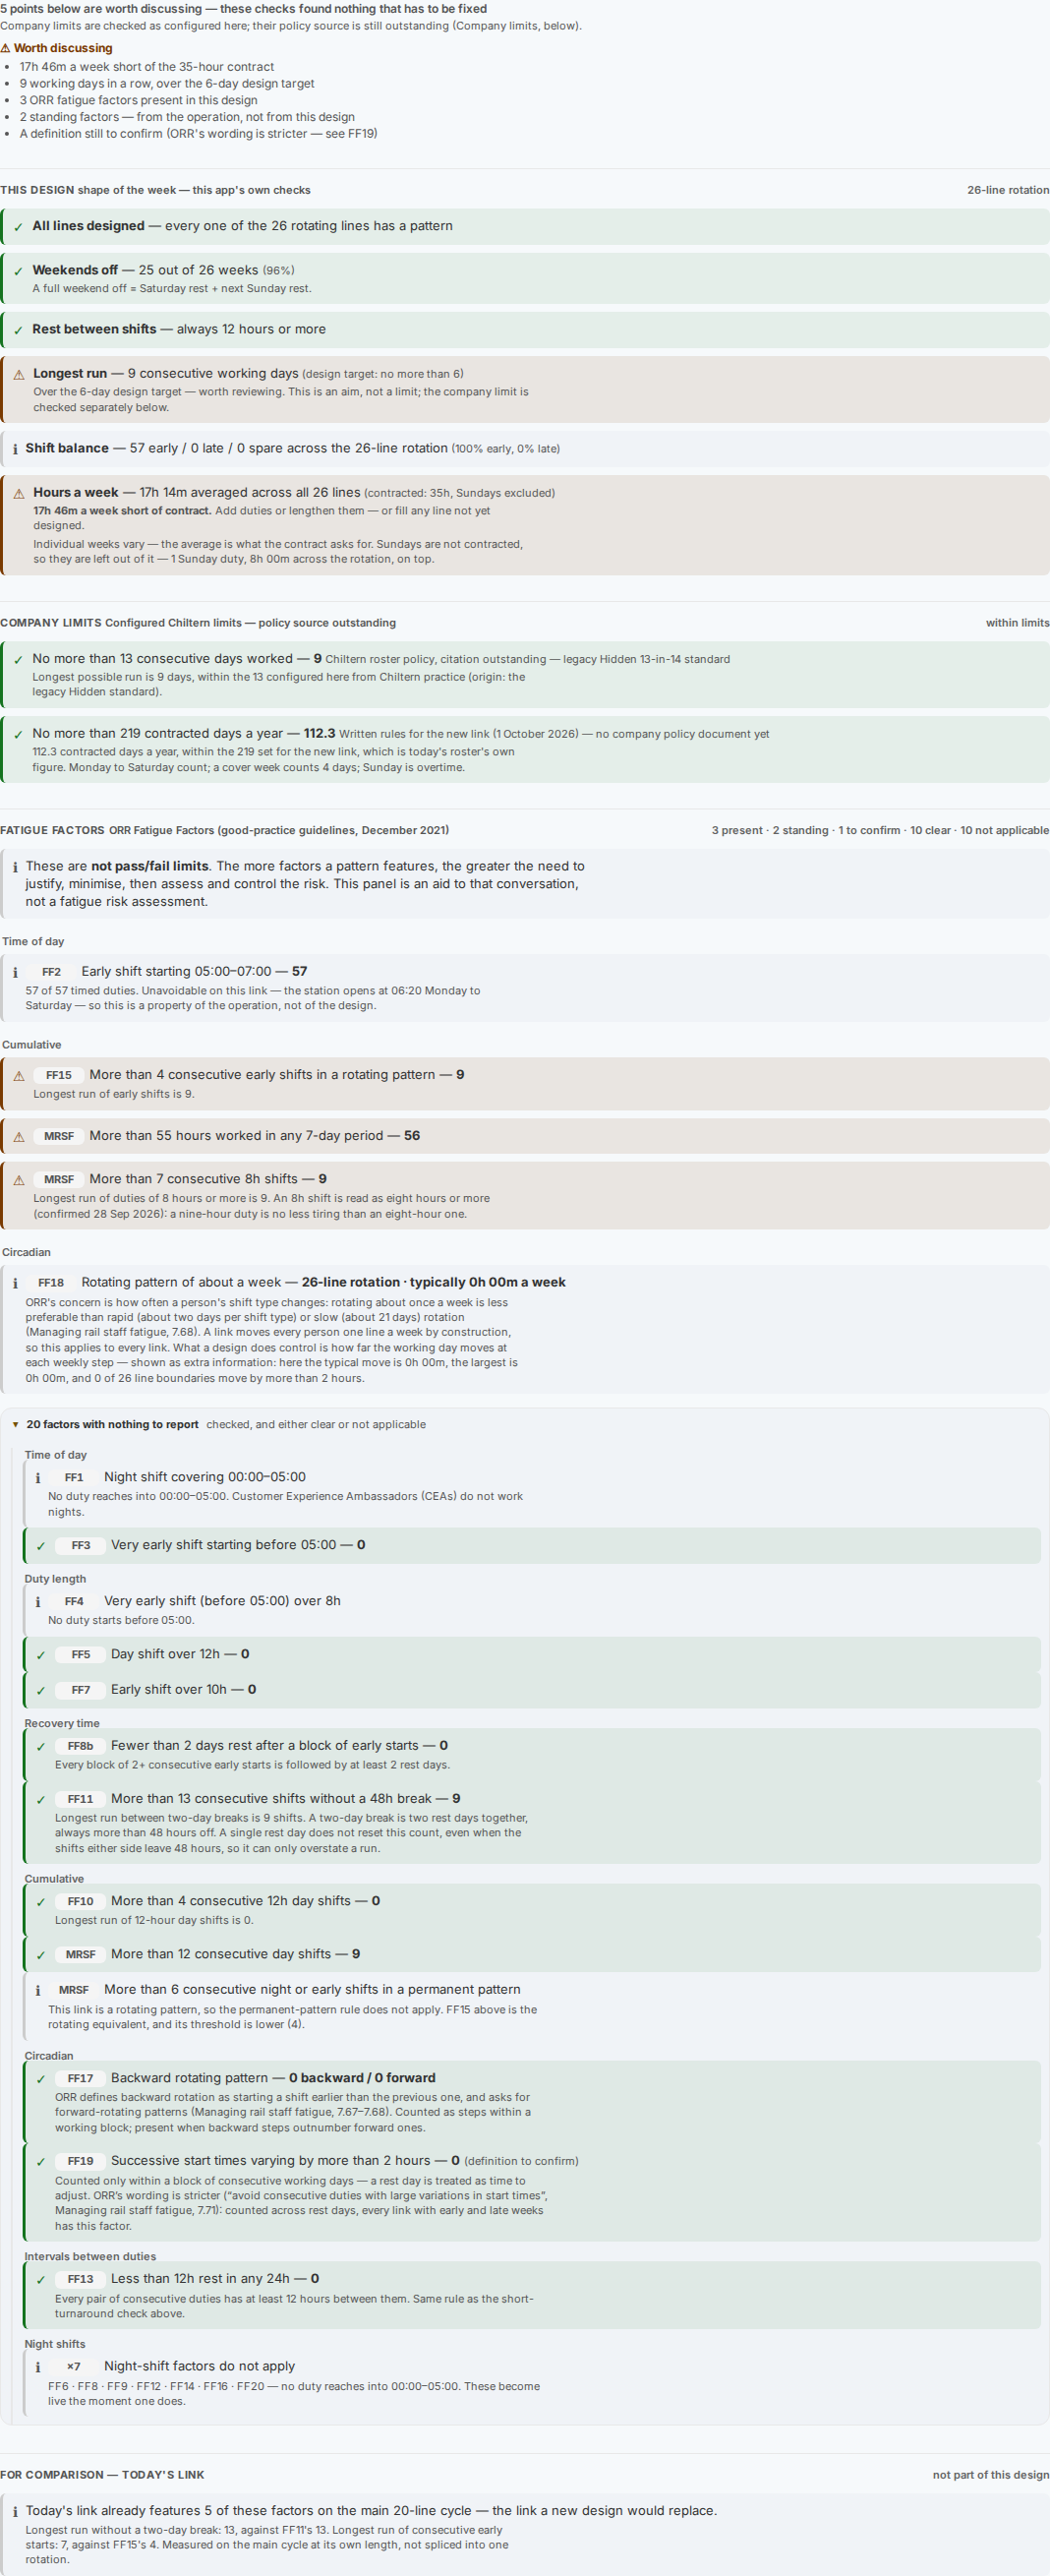 5 points below are worth discussing — these checks found nothing that has to be fixed
Company limits are checked as configured here; their policy source is still outstanding (Company limits, below).
⚠ Worth discussing
• 17h 46m a week short of the 35-hour contract
• 9 working days in a row, over the 6-day design target
• 3 ORR fatigue factors present in this design
• 2 standing factors — from the operation, not from this design
• A definition still to confirm (ORR's wording is stricter — see FF19)
THIS DESIGN shape of the week — this app's own checks 26-line rotation
✓ All lines designed — every one of the 26 rotating lines has a pattern
✓ Weekends off — 25 out of 26 weeks (96%)
A full weekend off = Saturday rest + next Sunday rest.
✓ Rest between shifts — always 12 hours or more
⚠ Longest run — 9 consecutive working days (design target: no more than 6)
Over the 6-day design target — worth reviewing. This is an aim, not a limit; the company limit is
checked separately below.
ℹ Shift balance — 57 early / 0 late / 0 spare across the 26-line rotation (100% early, 0% late)
⚠ Hours a week — 17h 14m averaged across all 26 lines (contracted: 35h, Sundays excluded)
17h 46m a week short of contract. Add duties or lengthen them — or fill any line not yet
designed.
Individual weeks vary — the average is what the contract asks for. Sundays are not contracted,
so they are left out of it — 1 Sunday duty, 8h 00m across the rotation, on top.
COMPANY LIMITS Configured Chiltern limits — policy source outstanding within limits
✓ No more than 13 consecutive days worked — 9 Chiltern roster policy, citation outstanding — legacy Hidden 13-in-14 standard
Longest possible run is 9 days, within the 13 configured here from Chiltern practice (origin: the
legacy Hidden standard).
✓ No more than 219 contracted days a year — 112.3 Written rules for the new link (1 October 2026) — no company policy document yet
112.3 contracted days a year, within the 219 set for the new link, which is today's roster's own
figure. Monday to Saturday count; a cover week counts 4 days; Sunday is overtime.
FATIGUE FACTORS ORR Fatigue Factors (good-practice guidelines, December 2021) 3 present · 2 standing · 1 to confirm · 10 clear · 10 not applicable
ℹ These are not pass/fail limits. The more factors a pattern features, the greater the need to
justify, minimise, then assess and control the risk. This panel is an aid to that conversation,
not a fatigue risk assessment.
Time of day
ℹ FF2 Early shift starting 05:00–07:00 — 57
57 of 57 timed duties. Unavoidable on this link — the station opens at 06:20 Monday to
Saturday — so this is a property of the operation, not of the design.
Cumulative
⚠ FF15 More than 4 consecutive early shifts in a rotating pattern — 9
Longest run of early shifts is 9.
⚠ MRSF More than 55 hours worked in any 7-day period — 56
⚠ MRSF More than 7 consecutive 8h shifts — 9
Longest run of duties of 8 hours or more is 9. An 8h shift is read as eight hours or more
(confirmed 28 Sep 2026): a nine-hour duty is no less tiring than an eight-hour one.
Circadian
ℹ FF18 Rotating pattern of about a week — 26-line rotation · typically 0h 00m a week
ORR's concern is how often a person's shift type changes: rotating about once a week is less
preferable than rapid (about two days per shift type) or slow (about 21 days) rotation
(Managing rail staff fatigue, 7.68). A link moves every person one line a week by construction,
so this applies to every link. What a design does control is how far the working day moves at
each weekly step — shown as extra information: here the typical move is 0h 00m, the largest is
0h 00m, and 0 of 26 line boundaries move by more than 2 hours.
▼ 20 factors with nothing to report checked, and either clear or not applicable
Time of day
ℹ FF1 Night shift covering 00:00–05:00
No duty reaches into 00:00–05:00. Customer Experience Ambassadors (CEAs) do not work
nights.
✓ FF3 Very early shift starting before 05:00 — 0
Duty length
ℹ FF4 Very early shift (before 05:00) over 8h
No duty starts before 05:00.
✓ FF5 Day shift over 12h — 0
✓ FF7 Early shift over 10h — 0
Recovery time
✓ FF8b Fewer than 2 days rest after a block of early starts — 0
Every block of 2+ consecutive early starts is followed by at least 2 rest days.
✓ FF11 More than 13 consecutive shifts without a 48h break — 9
Longest run between two-day breaks is 9 shifts. A two-day break is two rest days together,
always more than 48 hours off. A single rest day does not reset this count, even when the
shifts either side leave 48 hours, so it can only overstate a run.
Cumulative
✓ FF10 More than 4 consecutive 12h day shifts — 0
Longest run of 12-hour day shifts is 0.
✓ MRSF More than 12 consecutive day shifts — 9
ℹ MRSF More than 6 consecutive night or early shifts in a permanent pattern
This link is a rotating pattern, so the permanent-pattern rule does not apply. FF15 above is the
rotating equivalent, and its threshold is lower (4).
Circadian
✓ FF17 Backward rotating pattern — 0 backward / 0 forward
ORR defines backward rotation as starting a shift earlier than the previous one, and asks for
forward-rotating patterns (Managing rail staff fatigue, 7.67–7.68). Counted as steps within a
working block; present when backward steps outnumber forward ones.
✓ FF19 Successive start times varying by more than 2 hours — 0 (definition to confirm)
Counted only within a block of consecutive working days — a rest day is treated as time to
adjust. ORR's wording is stricter (“avoid consecutive duties with large variations in start times”,
Managing rail staff fatigue, 7.71): counted across rest days, every link with early and late weeks
has this factor.
Intervals between duties
✓ FF13 Less than 12h rest in any 24h — 0
Every pair of consecutive duties has at least 12 hours between them. Same rule as the short-
turnaround check above.
Night shifts
ℹ ×7 Night-shift factors do not apply
FF6 · FF8 · FF9 · FF12 · FF14 · FF16 · FF20 — no duty reaches into 00:00–05:00. These become
live the moment one does.
FOR COMPARISON — TODAY'S LINK not part of this design
ℹ Today's link already features 5 of these factors on the main 20-line cycle — the link a new design would replace.
Longest run without a two-day break: 13, against FF11's 13. Longest run of consecutive early
starts: 7, against FF15's 4. Measured on the main cycle at its own length, not spliced into one
rotation.